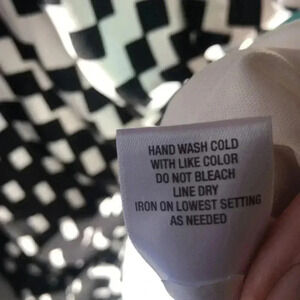 HAND WASH COLD
WITH LIKE COLOR
DO NOT BLEACH
LINE DRY
IRON ON LOWEST SETTING
AS NEEDED